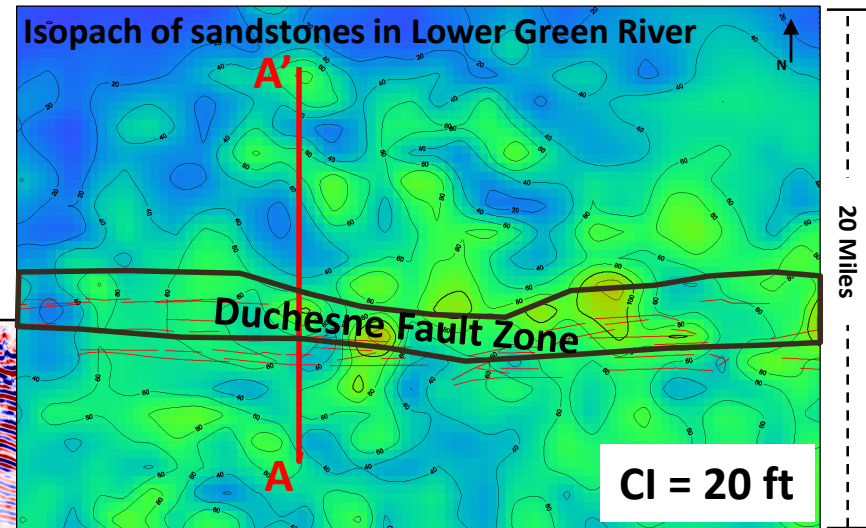 Isopach of sandstones in Lower Green River
N
A'
20 Miles
Duchesne Fault Zone
A
CI = 20 ft